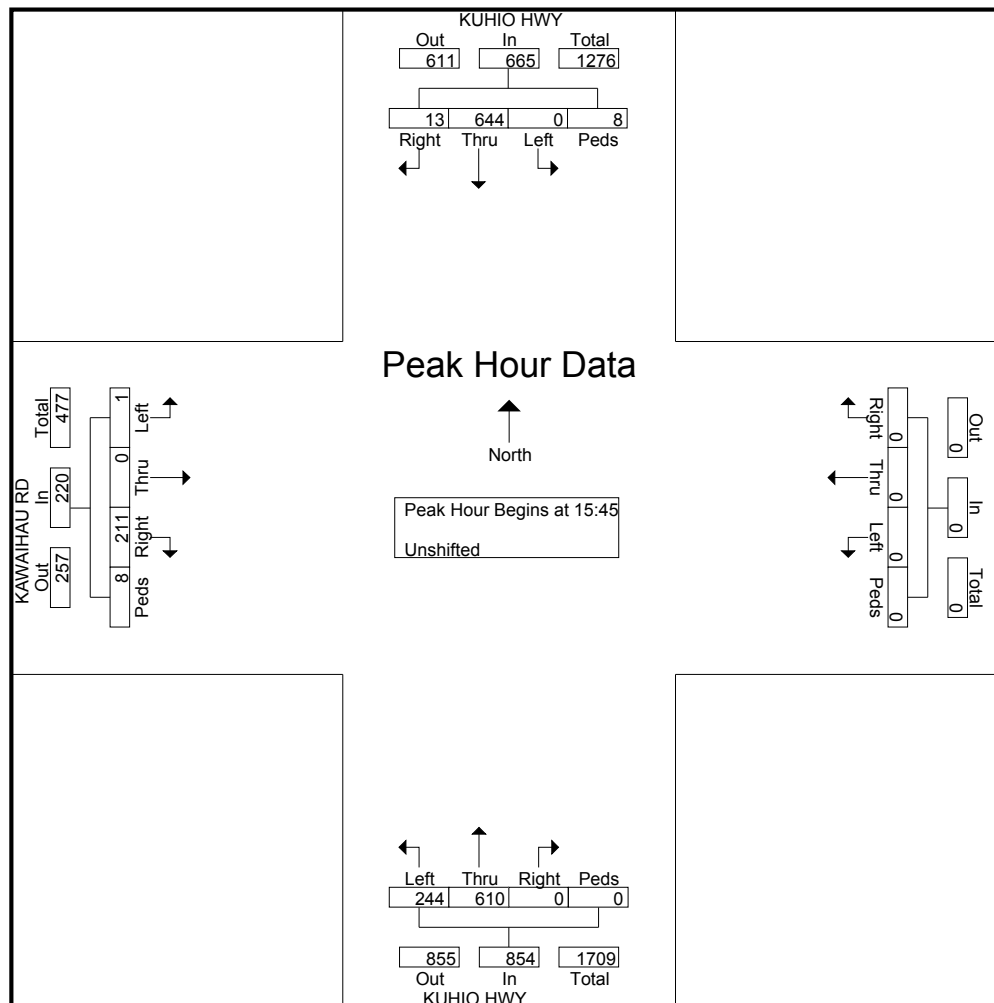 KUHIO HWY
Out In Total
611 665 1276
13 644 0 8
Right Thru Left Peds
Peak Hour Data
North
Peak Hour Begins at 15:45
Unshifted
KAWAIHAU RD
Total In Out
477 220 257
1 0 211 8
Left Thru Right Peds
Out In Total
0 0 0
Right Thru Left Peds
0 0 0 0
Left Thru Right Peds
244 610 0 0
855 854 1709
Out In Total
KUHIO HWY